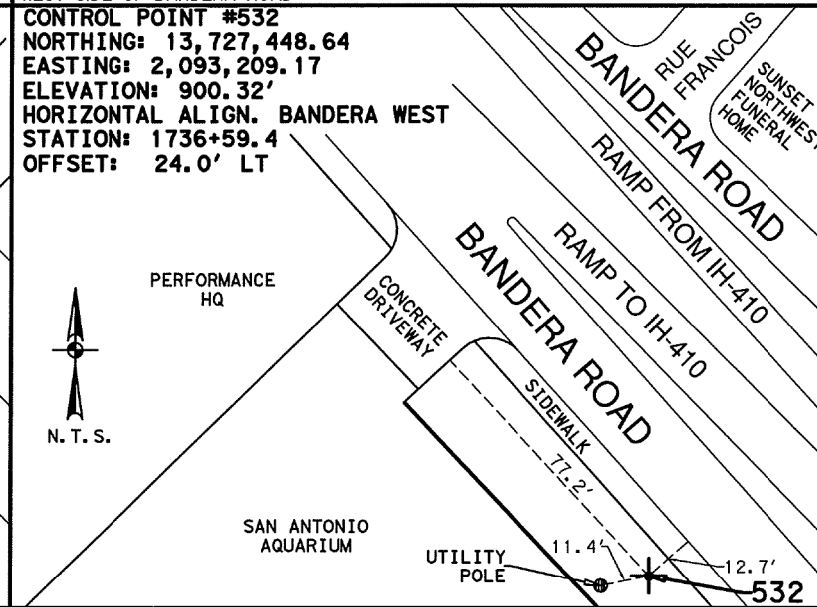 CONTROL POINT #532
NORTHING: 13,727,448.64
EASTING: 2,093,209.17
ELEVATION: 900.32'
HORIZONTAL ALIGN. BANDERA WEST
STATION: 1736+59.4
OFFSET: 24.0' LT
BANDERA ROAD
RUE
FRANCOIS
SUNSET
NORTHWEST
FUNERAL
HOME
RAMP FROM IH-410
RAMP TO IH-410
BANDERA ROAD
PERFORMANCE
HQ
CONCRETE
DRIVEWAY
N.T.S.
SIDEWALK
77.2'
SAN ANTONIO
AQUARIUM
UTILITY
POLE
11.4'
12.7'
532